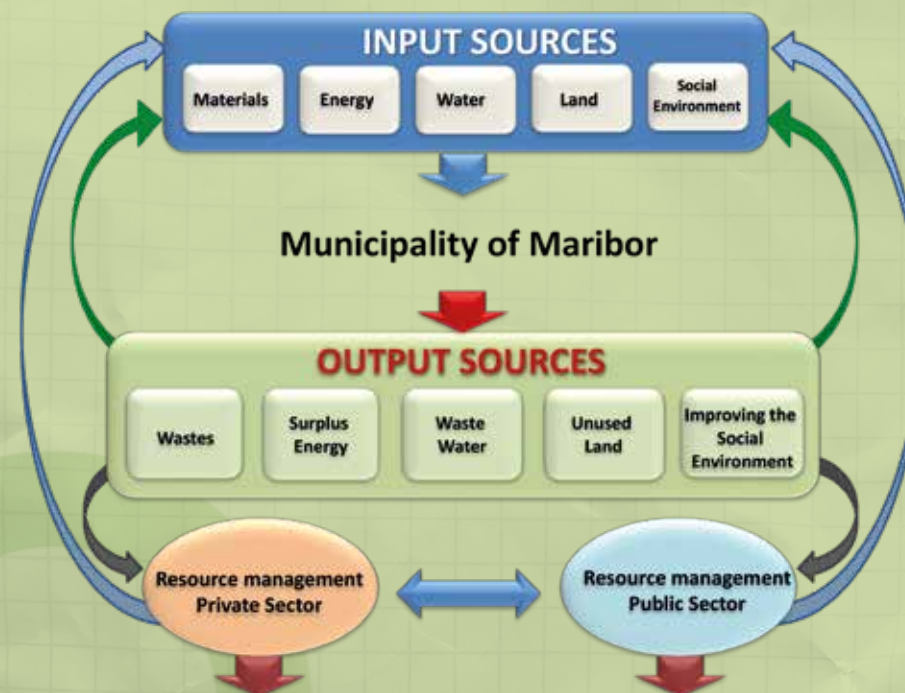 INPUT SOURCES
Materials
Energy
Water
Land
Social
Environment
Municipality of Maribor
OUTPUT SOURCES
Wastes
Surplus
Energy
Waste
Water
Unused
Land
Improving the
Social
Environment
Resource management
Private Sector
Resource management
Public Sector